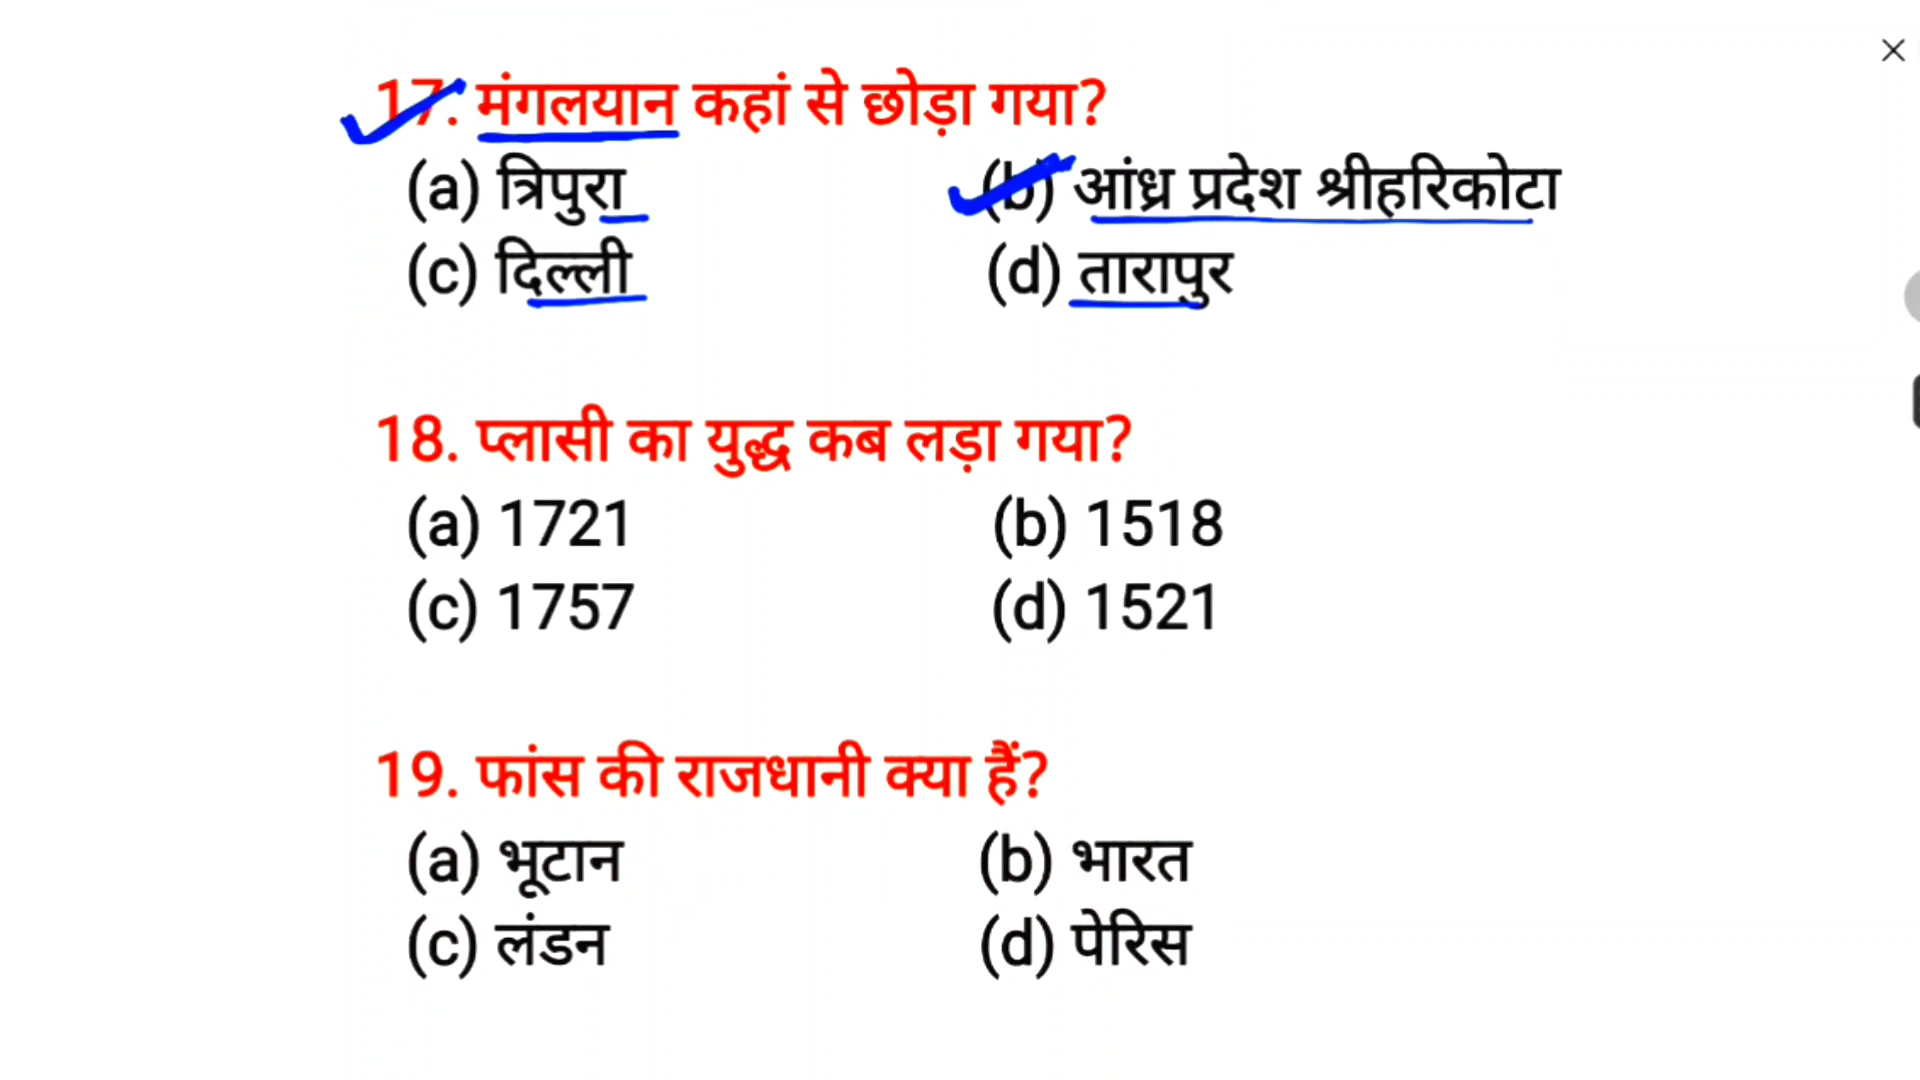 17. मंगलयान कहां से छोड़ा गया?
(a) त्रिपुरा (b) आंध्र प्रदेश श्रीहरिकोटा
(c) दिल्ली (d) तारापुर
18. प्लासी का युद्ध कब लड़ा गया?
(a) 1721 (b) 1518
(c) 1757 (d) 1521
19. फांस की राजधानी क्या हैं?
(a) भूटान (b) भारत
(c) लंडन (d) पेरिस